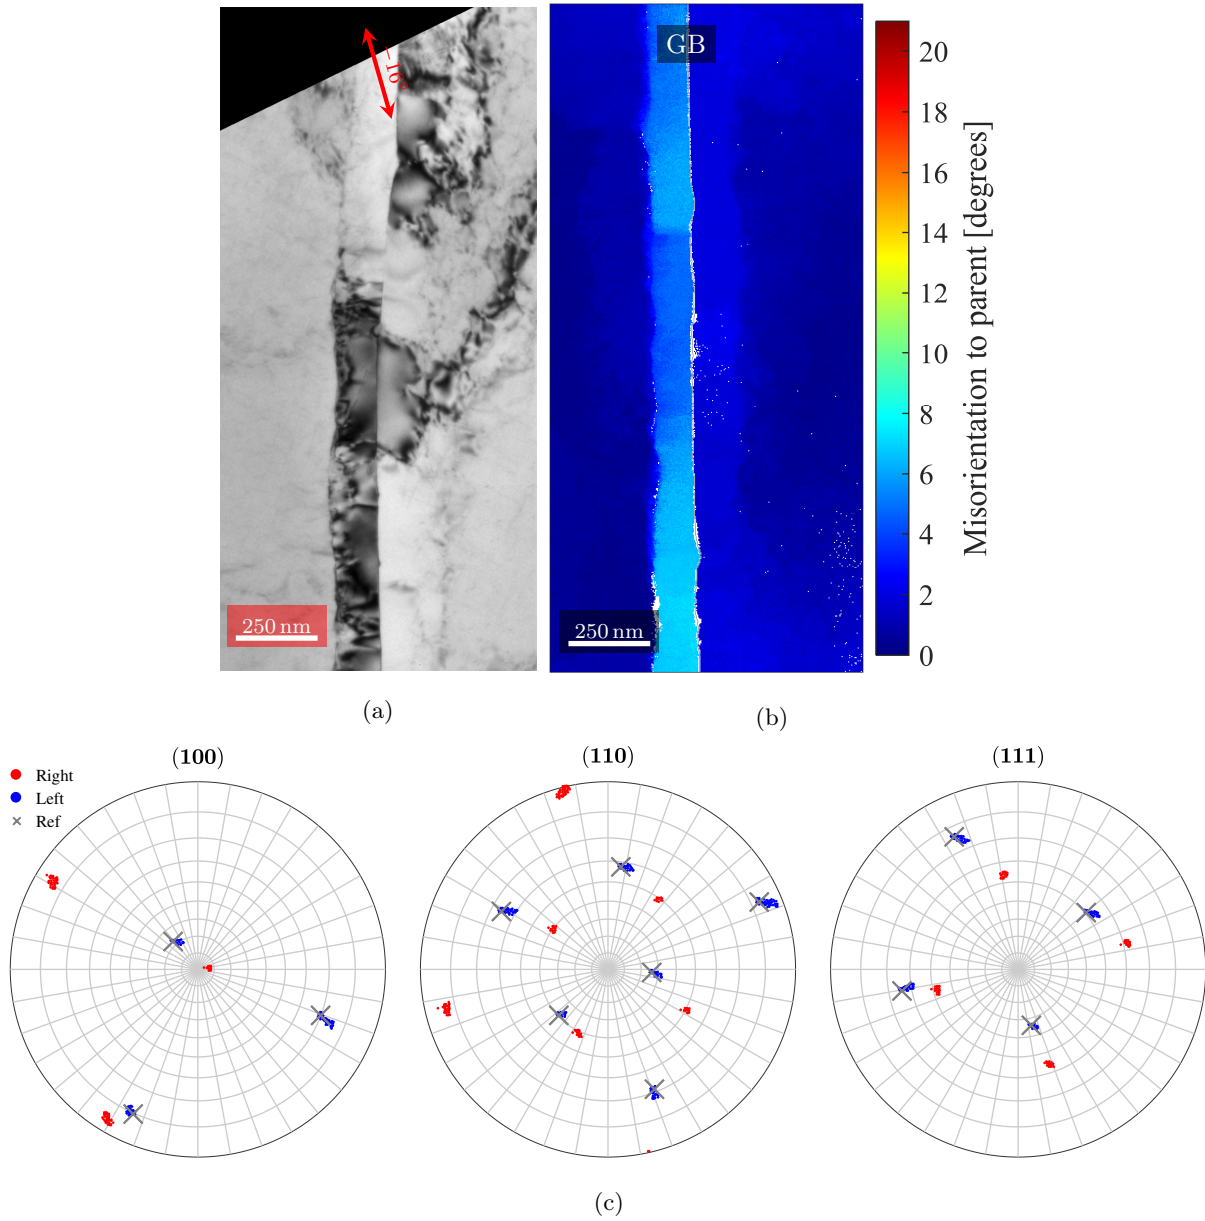 −16°
250 nm
(a)
GB
250 nm
(b)
20
18
16
14
12
10
8
6
4
2
0
Misorientation to parent [degrees]
(100)
(110)
(111)
Right
Left
Ref
(c)